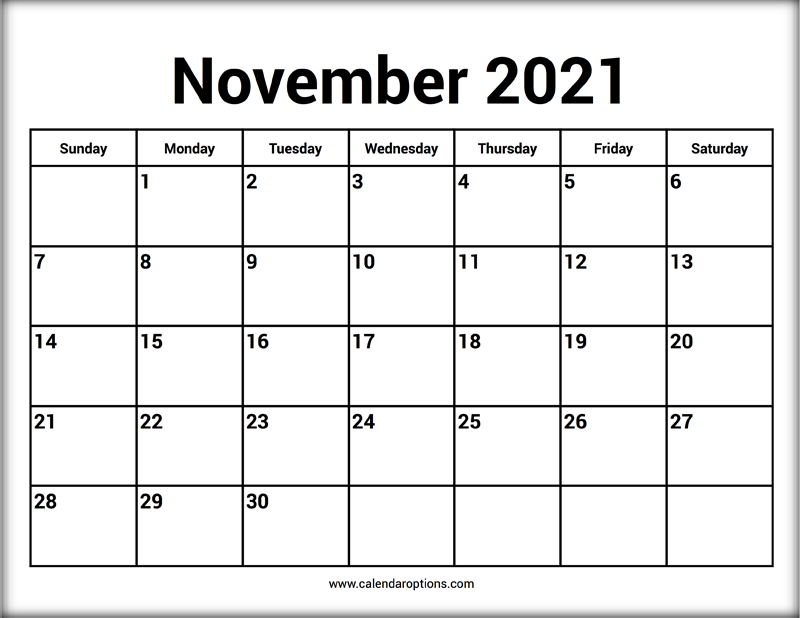 November 2021
Sunday Monday Tuesday Wednesday Thursday Friday Saturday
1 2 3 4 5 6
7 8 9 10 11 12 13
14 15 16 17 18 19 20
21 22 23 24 25 26 27
28 29 30
www.calendaroptions.com